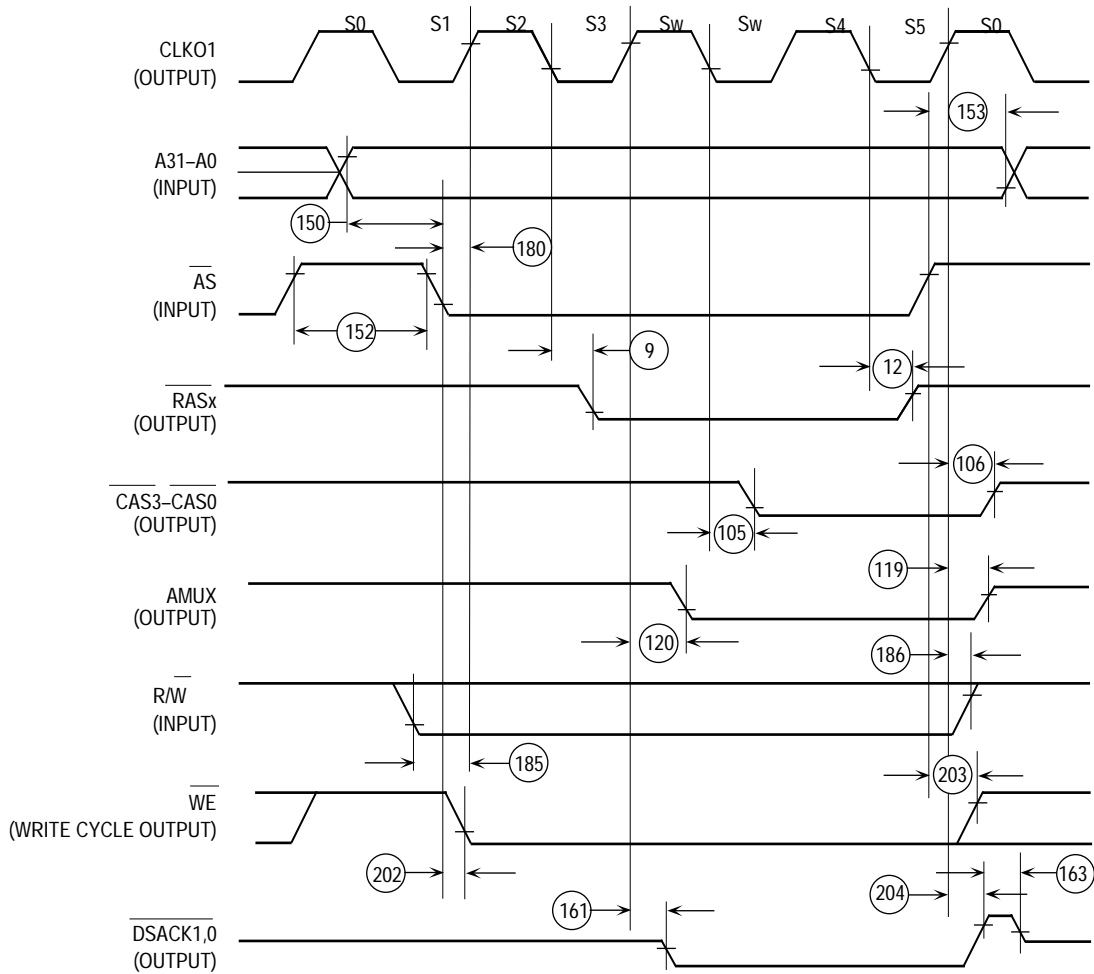 S0 S1 S2 S3 Sw Sw S4 S5 S0
CLKO1
(OUTPUT)
153
A31–A0
(INPUT)
150
180
AS
(INPUT)
152
9
12
RASx
(OUTPUT)
106
CAS3–CAS0
(OUTPUT)
105
119
AMUX
(OUTPUT)
120
186
R/W
(INPUT)
185
203
WE
(WRITE CYCLE OUTPUT)
202
163
204
161
DSACK1,0
(OUTPUT)